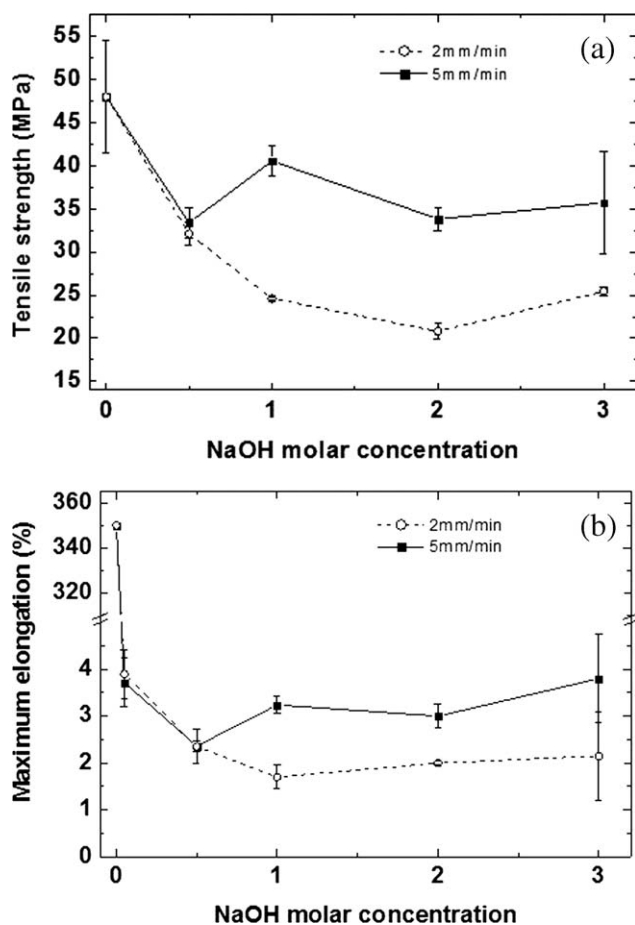 55
50
45
40
35
30
25
20
15
Tensile strength (MPa)
2mm/min
5mm/min
(a)
0 1 2 3
NaOH molar concentration
360
340
320
4
3
2
1
0
Maximum elongation (%)
2mm/min
5mm/min
(b)
0 1 2 3
NaOH molar concentration